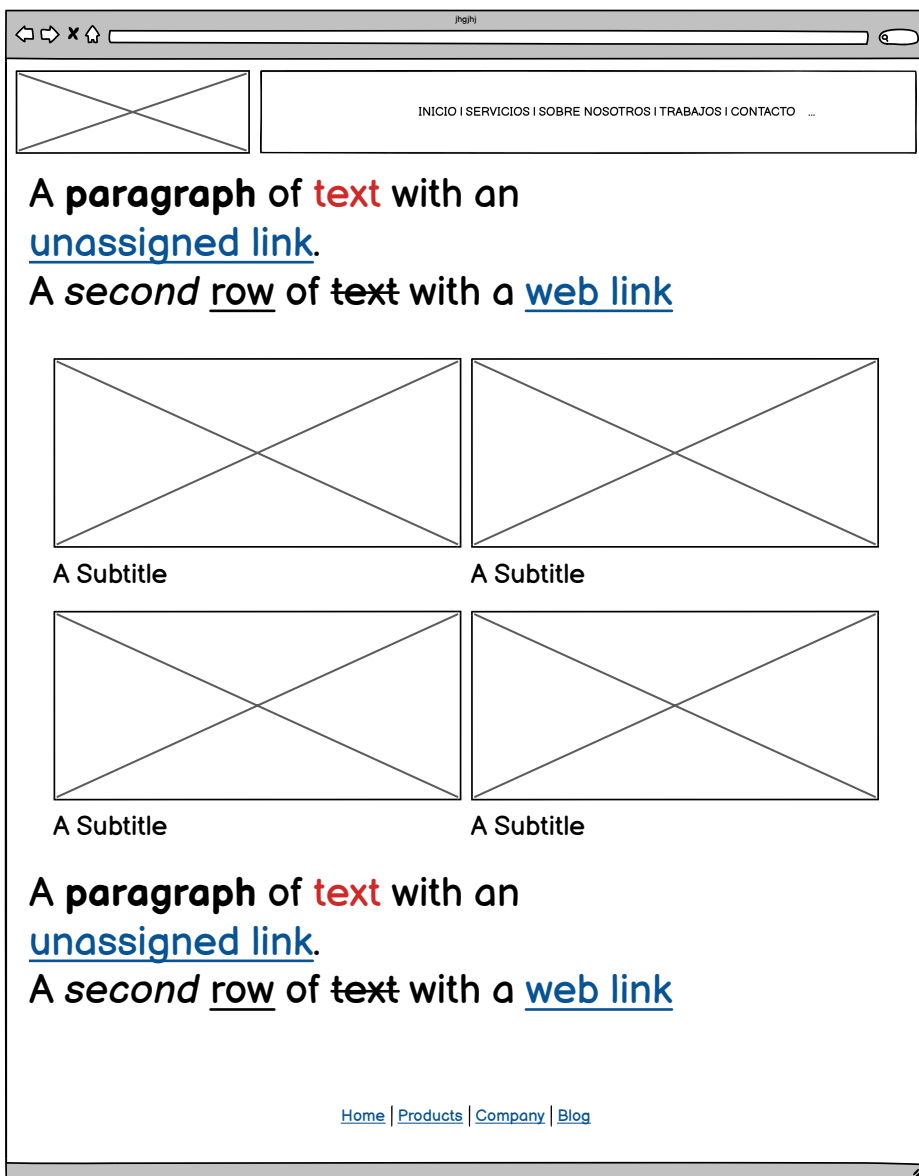 jhgjhj
INICIO | SERVICIOS | SOBRE NOSOTROS | TRABAJOS | CONTACTO ...
A paragraph of text with an
unassigned link.
A second row of text with a web link
A Subtitle
A Subtitle
A Subtitle
A Subtitle
A paragraph of text with an
unassigned link.
A second row of text with a web link
Home | Products | Company | Blog